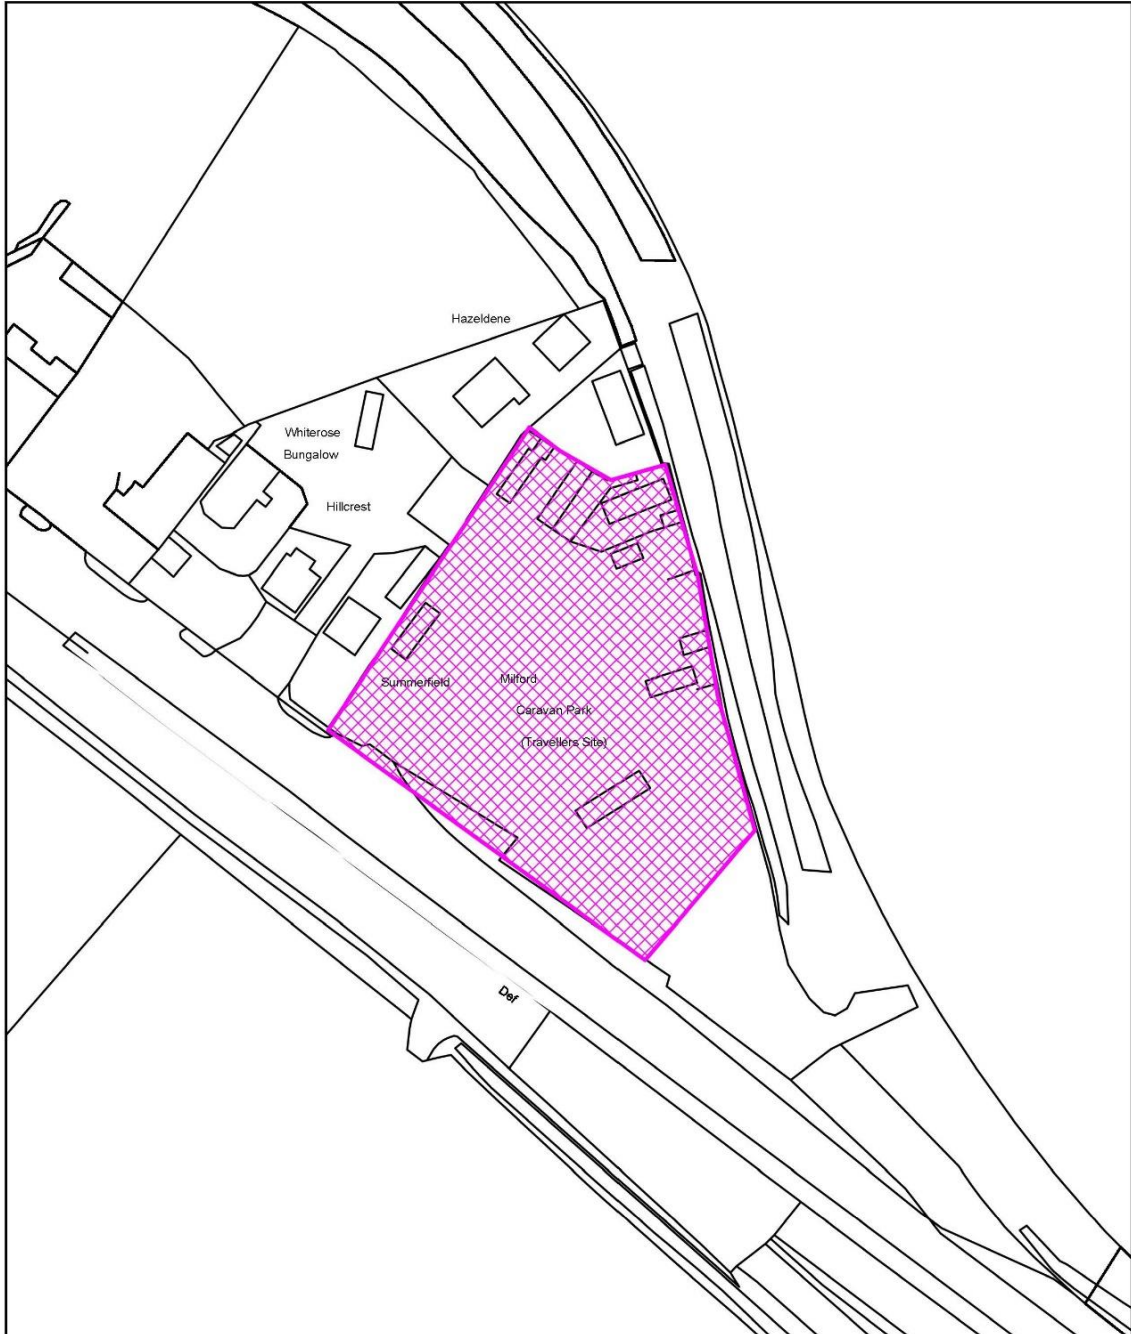 Hazeldene
Whiterose
Bungalow
Hillcrest
Summerfield
Milford
Caravan Park
(Travellers Site)
Def